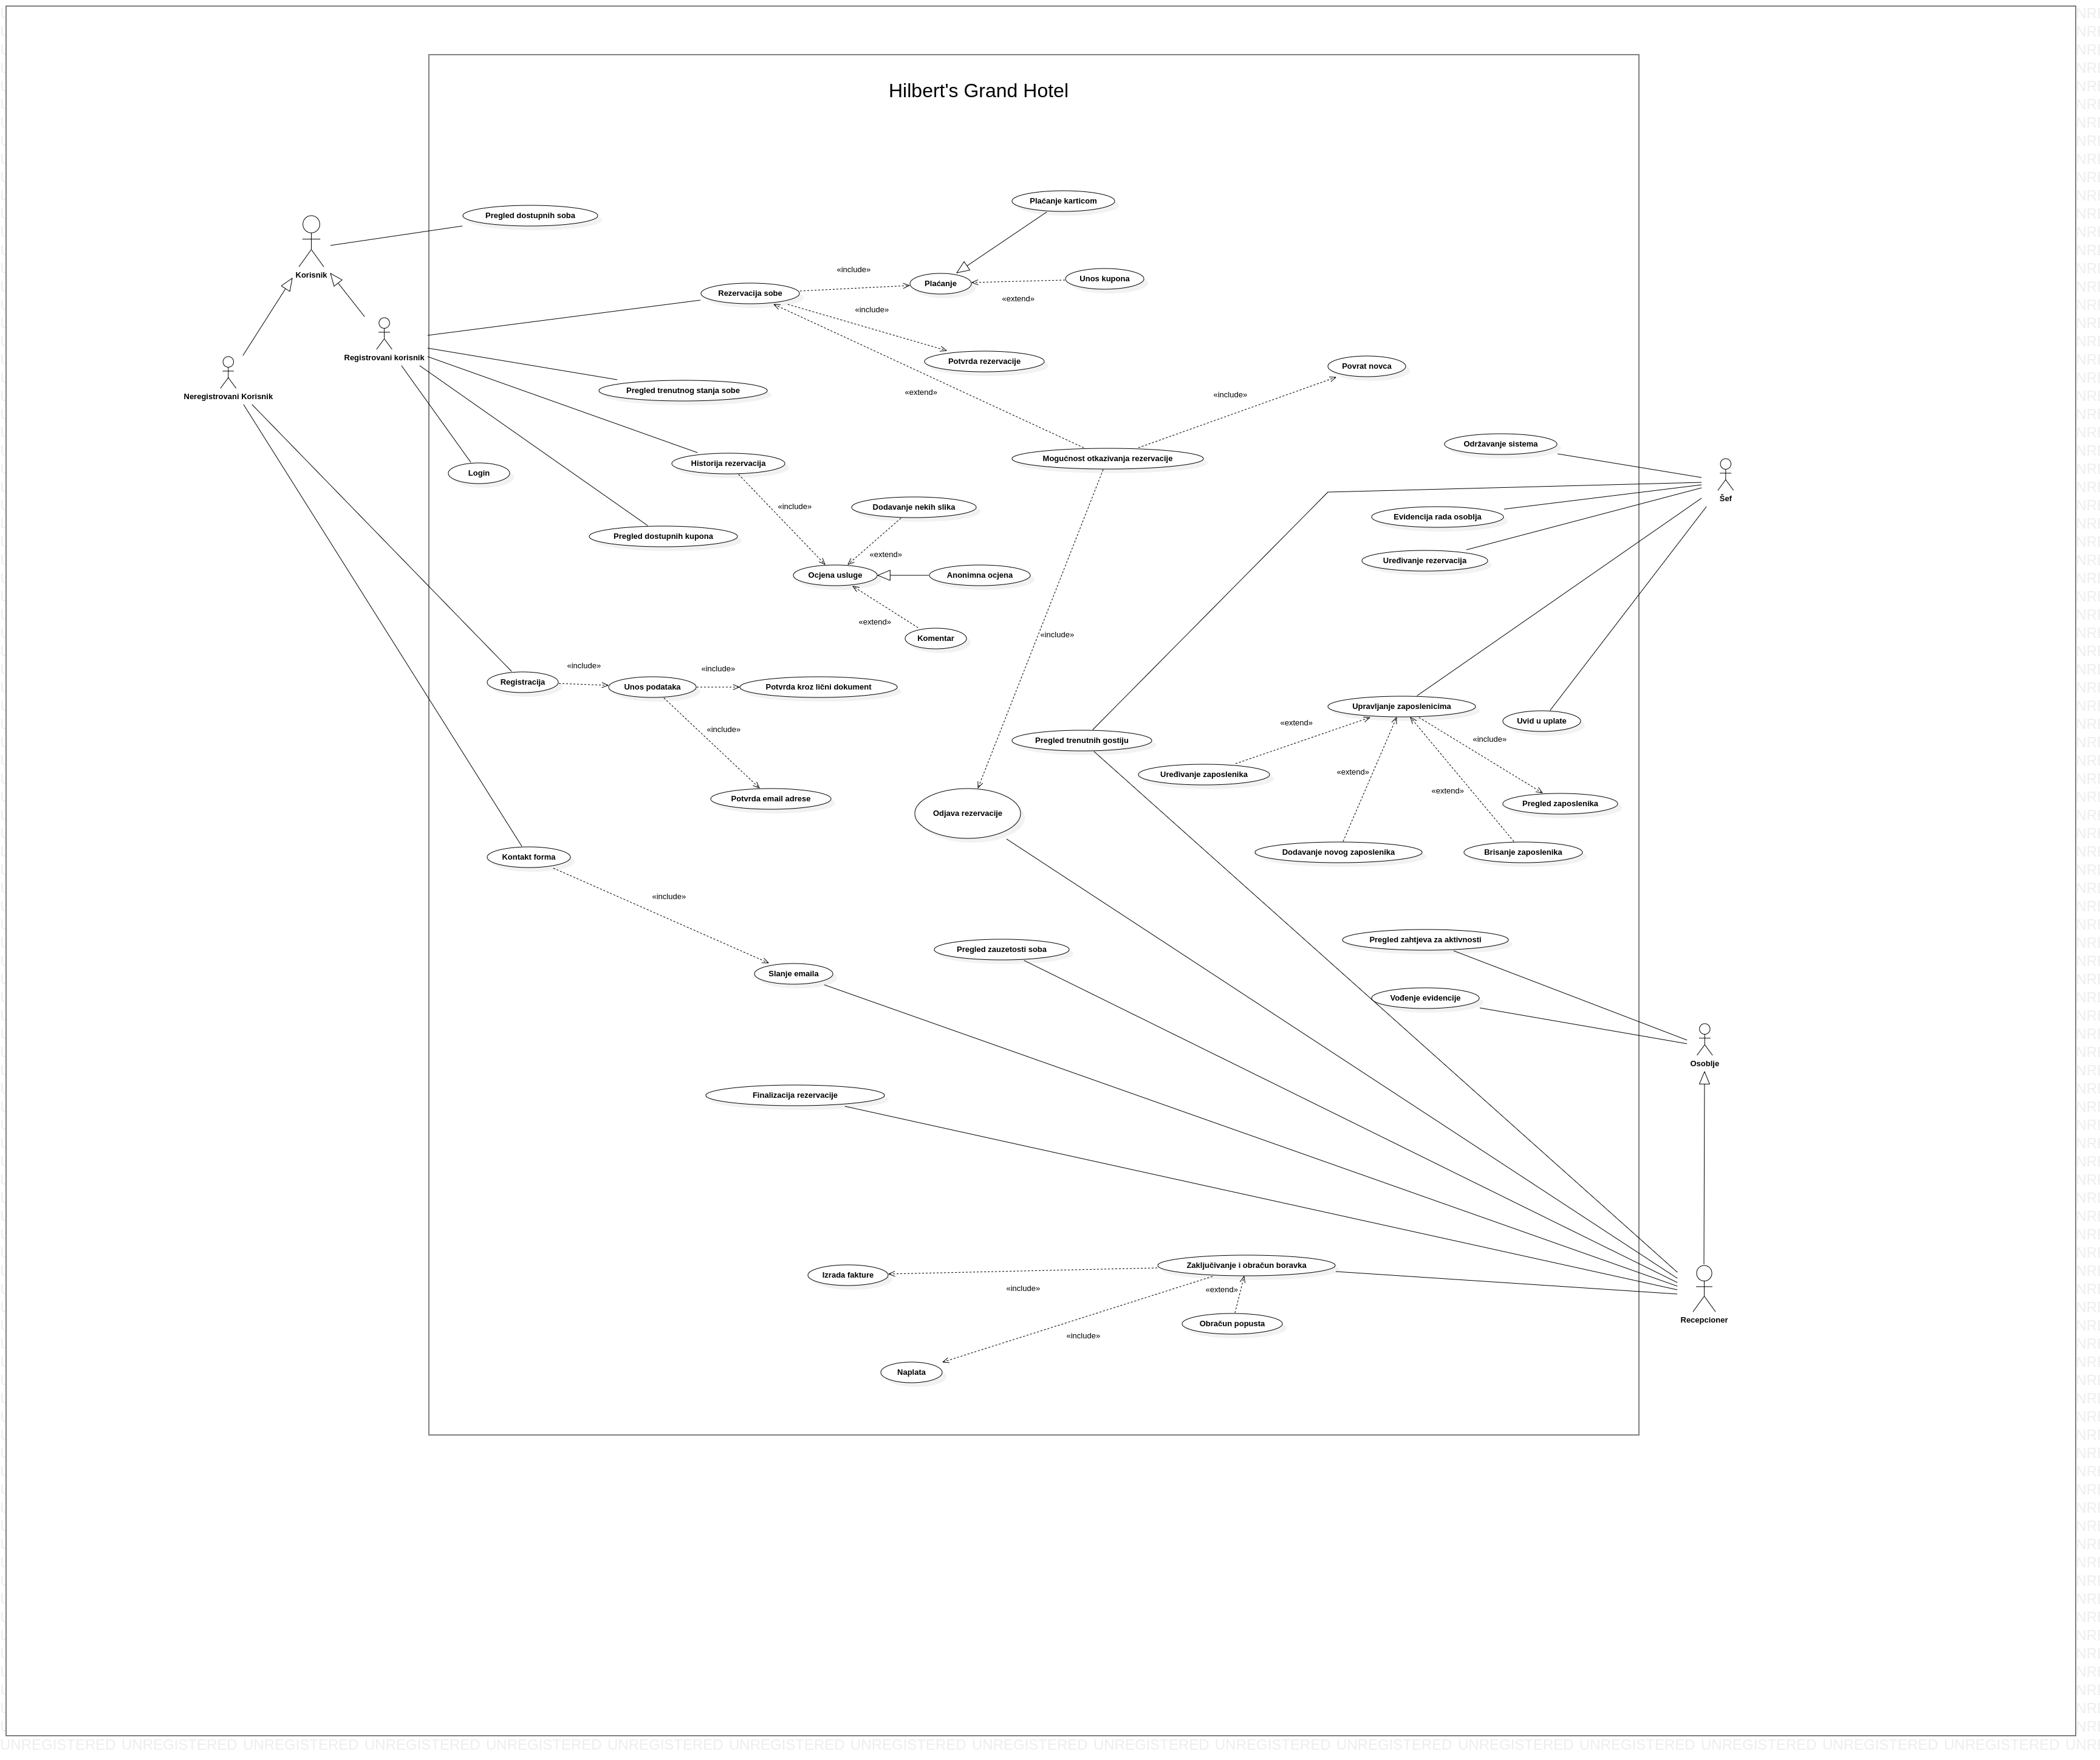 Hilbert's Grand Hotel
Plaćanje karticom
Pregled dostupnih soba
Korisnik
«include»
Unos kupona
Plaćanje
Rezervacija sobe
«extend»
«include»
Registrovani korisnik
Potvrda rezervacije
Povrat novca
Neregistrovani Korisnik
Pregled trenutnog stanja sobe
«extend»
«include»
Održavanje sistema
Mogućnost otkazivanja rezervacije
Historija rezervacija
Login
Šef
«include»
Dodavanje nekih slika
Evidencija rada osoblja
Pregled dostupnih kupona
«extend»
Uređivanje rezervacija
Ocjena usluge
Anonimna ocjena
«extend»
Komentar
«include»
«include»
«include»
Registracija
Unos podataka
Potvrda kroz lični dokument
Upravljanje zaposlenicima
«extend»
Uvid u uplate
«include»
Pregled trenutnih gostiju
«include»
Uređivanje zaposlenika
«extend»
«extend»
Potvrda email adrese
Pregled zaposlenika
Odjava rezervacije
Dodavanje novog zaposlenika
Brisanje zaposlenika
Kontakt forma
«include»
Pregled zahtjeva za aktivnosti
Pregled zauzetosti soba
Slanje emaila
Vođenje evidencije
Osoblje
Finalizacija rezervacije
Zaključivanje i obračun boravka
Izrada fakture
«include»
«extend»
Recepcioner
Obračun popusta
«include»
Naplata
UNREGISTERED UNREGISTERED UNREGISTERED UNREGISTERED UNREGISTERED UNREGISTERED UNREGISTERED UNREGISTERED UNREGISTERED UNREGISTERED UNREGISTERED UNREGISTERED UNREGISTERED UNREGISTERED UNREGISTERED UNREGISTERED UNREGISTERED